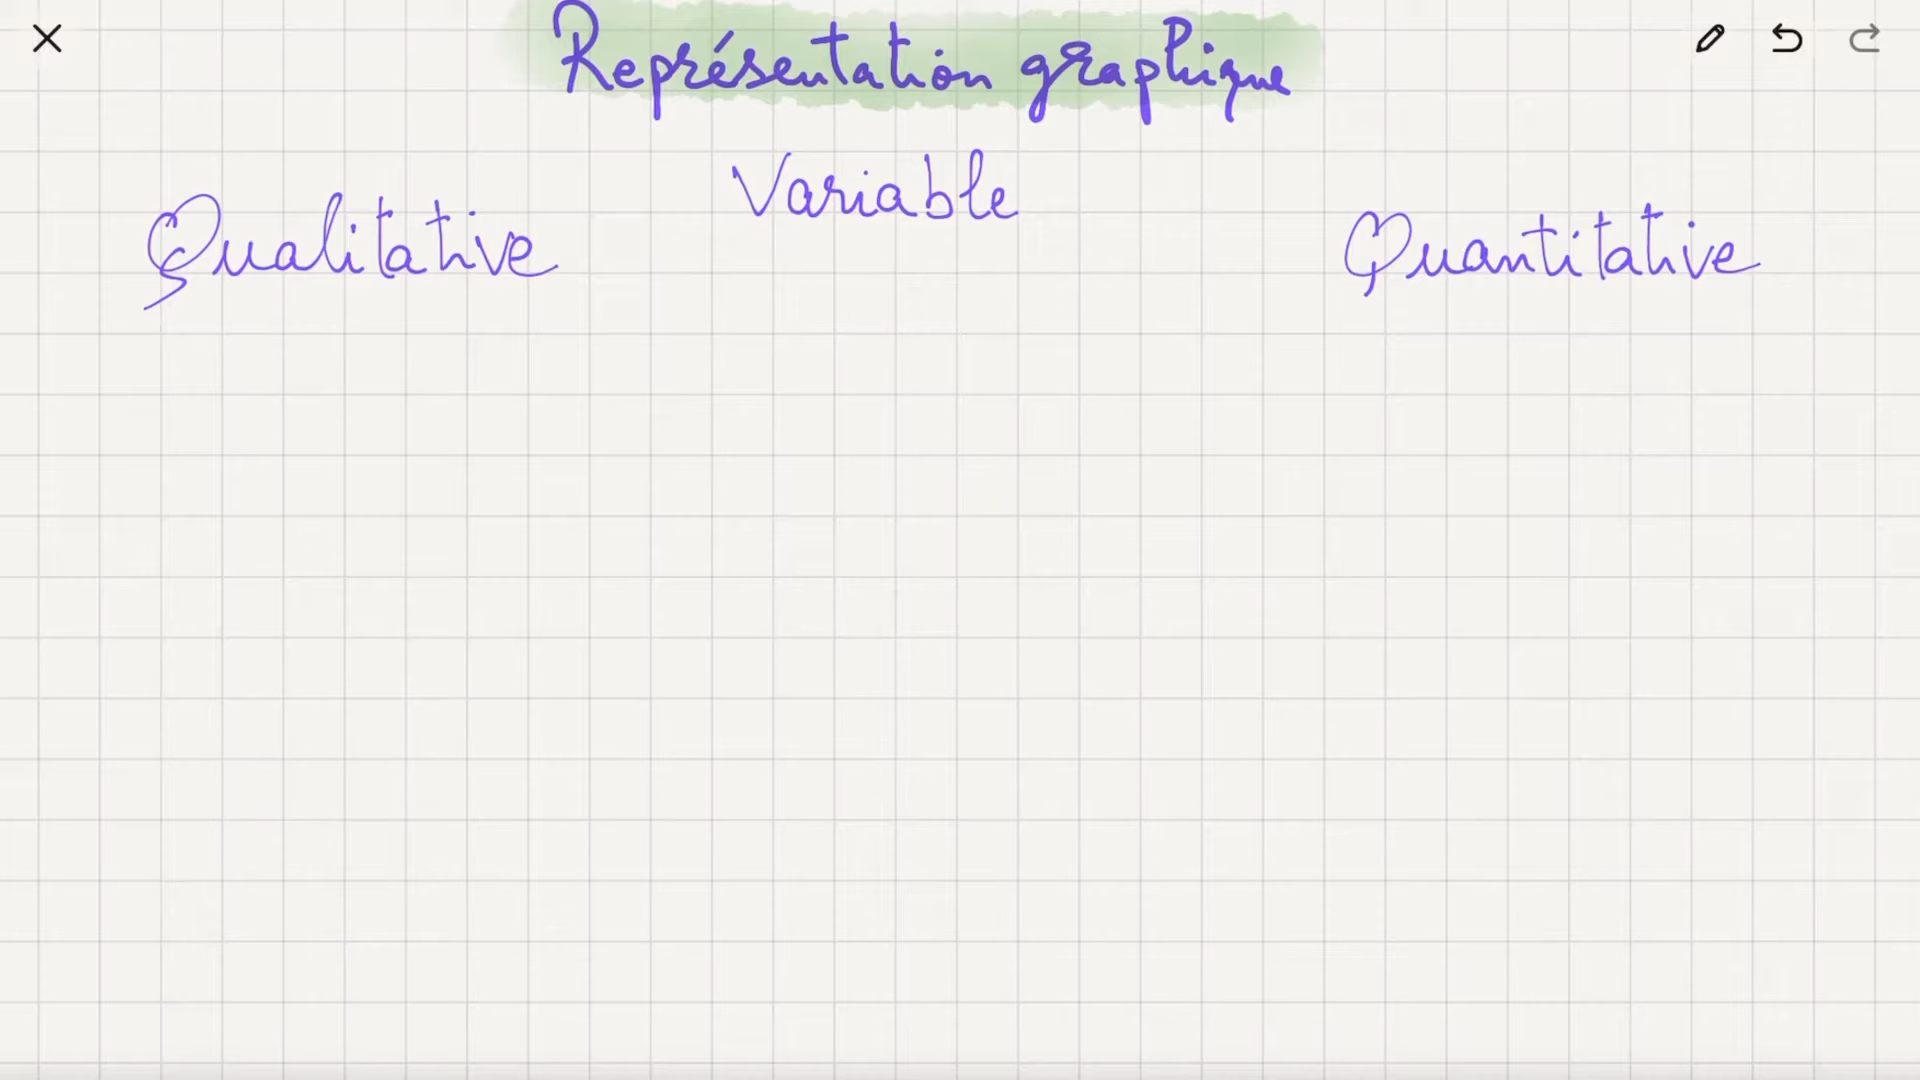 Représentation graphique
Variable
Qualitative
Quantitative